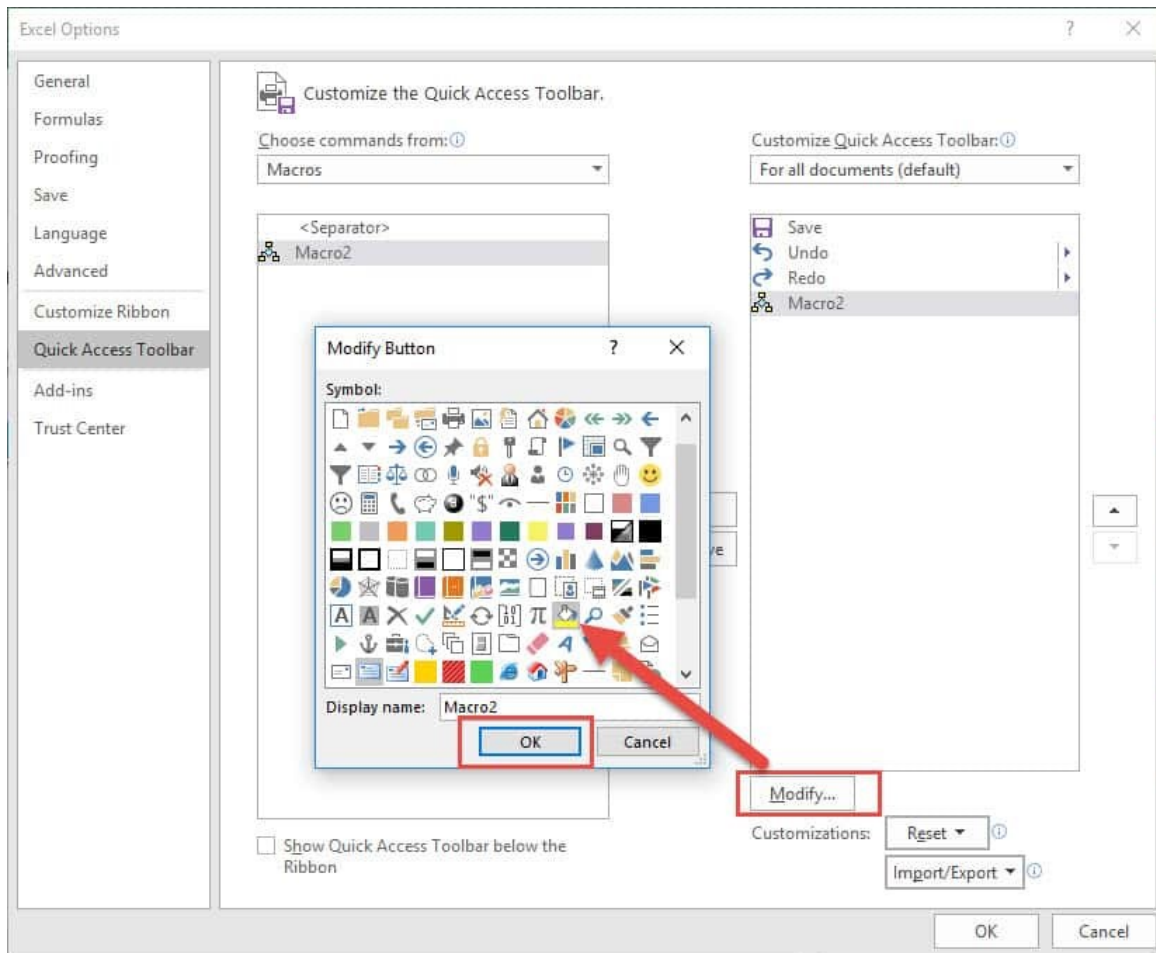 Excel Options
?
General
Formulas
Proofing
Save
Language
Advanced
Customize Ribbon
Quick Access Toolbar
Add-ins
Trust Center
Customize the Quick Access Toolbar.
Choose commands from:
Macros
<Separator>
Macro2
Customize Quick Access Toolbar:
For all documents (default)
Save
Undo
Redo
Macro2
Modify Button
?
Symbol:
"$"
Display name: Macro2
OK
Cancel
Modify...
Customizations: Reset
Import/Export
Show Quick Access Toolbar below the
Ribbon
OK
Cancel